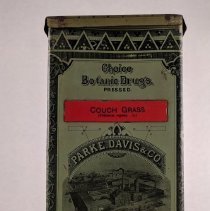 Choice
Botanic Drugs
PRESSED
COUCH GRASS
PARKE, DAVIS & CO.